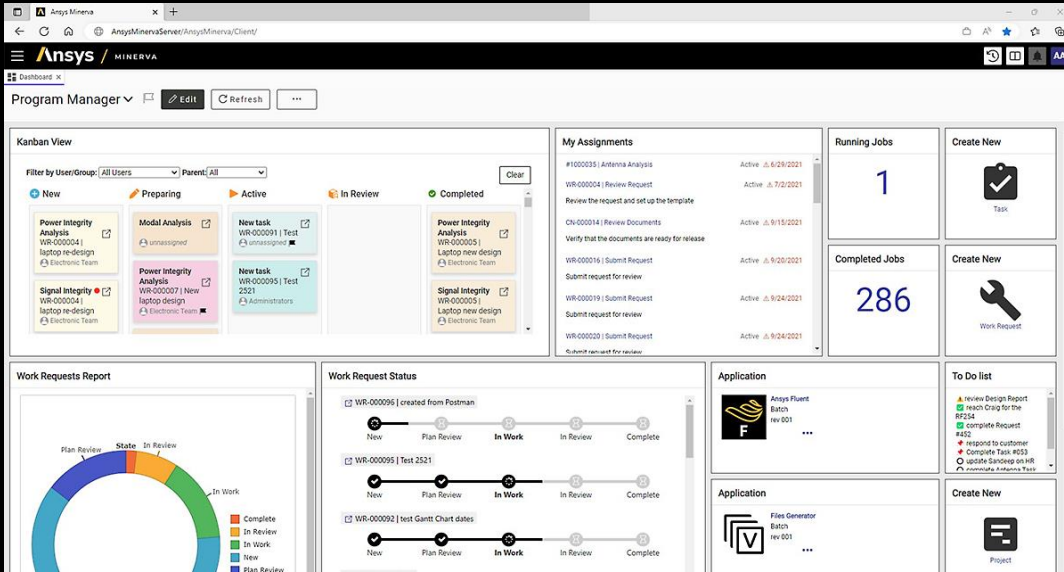 Ansys Minerva
AnsysMinervaServer/AnsysMinerva/Client/
Ansys / MINERVA
AA
Dashboard
Program Manager
Edit
Refresh
...
Kanban View
Filter by User/Group: All Users Parent: All
Clear
New
Preparing
Active
In Review
Completed
Power Integrity
Analysis
WR-000004 |
laptop re-design
Electronic Team
Signal Integrity
WR-000004 |
laptop re-design
Electronic Team
Modal Analysis
unassigned
Power Integrity
Analysis
WR-000007 | New
laptop design
Electronic Team
New task
WR-000091 | Test
unassigned
New task
WR-000095 | Test
2521
Administrators
Power Integrity
Analysis
WR-000005 |
Laptop new design
Electronic Team
Signal Integrity
WR-000005 |
Laptop new design
Electronic Team
My Assignments
#1000035 | Antenna Analysis Active 6/29/2021
WR-000004 | Review Request Active 7/2/2021
Review the request and set up the template
CN-000014 | Review Documents Active 9/15/2021
Verify that the documents are ready for release
WR-000016 | Submit Request Active 9/20/2021
Submit request for review
WR-000019 | Submit Request Active 9/24/2021
Submit request for review
WR-000020 | Submit Request Active 9/24/2021
Submit request for review
Running Jobs
1
Create New
Task
Completed Jobs
286
Create New
Work Request
Work Requests Report
State
Plan Review
In Review
In Work
Complete
In Review
In Work
New
Plan Review
Work Request Status
WR-000096 | created from Postman
New Plan Review In Work In Review Complete
WR-000095 | Test 2521
New Plan Review In Work In Review Complete
WR-000092 | test Gantt Chart dates
New Plan Review In Work In Review Complete
Application
F
Ansys Fluent
Batch
rev 001
...
To Do list
review Design Report
reach Craig for the
RF254
complete Request
#452
respond to customer
Complete Task #053
update Sandeep on HR
complete Antenna Task
Application
V
Files Generator
Batch
rev 001
...
Create New
Project